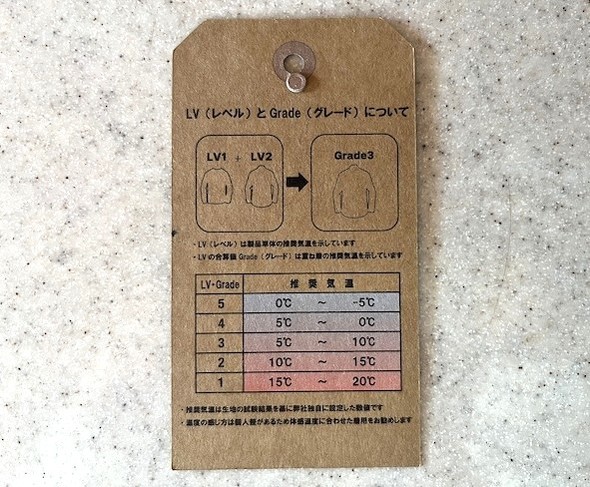 LV（レベル）とGrade（グレード）について
LV1 + LV2
Grade3
・LV（レベル）は製品単体の推奨気温を示しています
・LVの合算値Grade（グレード）は重ね着の推奨気温を示しています
LV・Grade 推奨気温
5 0℃ ～ -5℃
4 5℃ ～ 0℃
3 5℃ ～ 10℃
2 10℃ ～ 15℃
1 15℃ ～ 20℃
・推奨気温は生地の試験結果を基に弊社独自に設定した数値です
・温度の感じ方は個人差があるため体感温度に合わせた着用をお勧めします